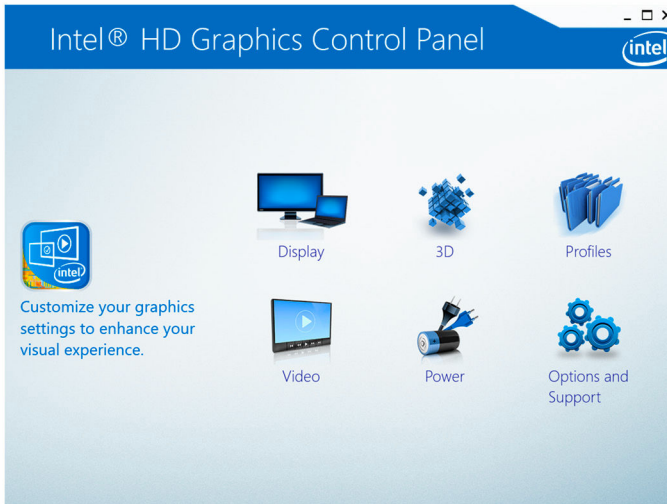 Intel® HD Graphics Control Panel
intel
Display
3D
Profiles
intel
Customize your graphics
settings to enhance your
visual experience.
Video
Power
Options and
Support